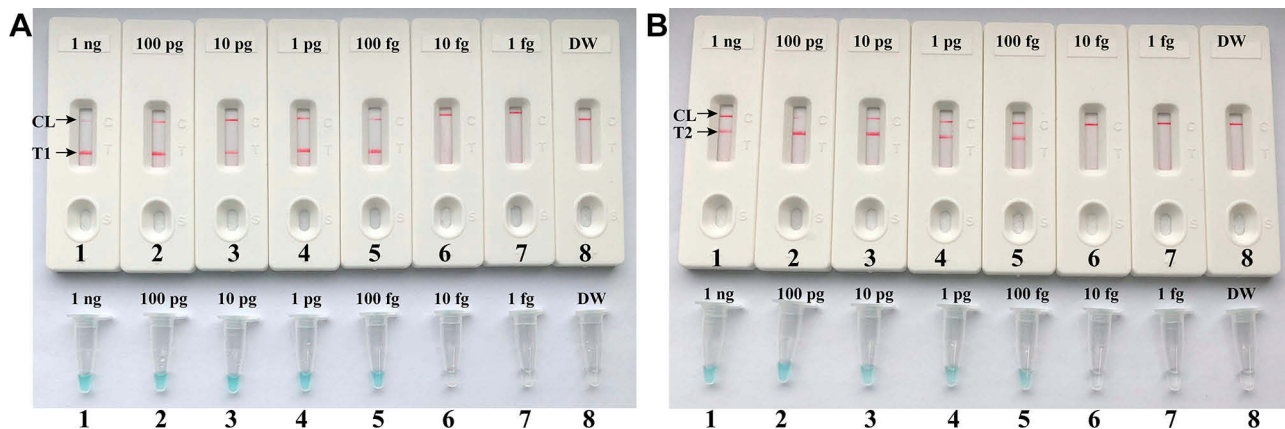 A
1 ng 100 pg 10 pg 1 pg 100 fg 10 fg 1 fg DW
CL C C C C C C C C
T1 T T T T T T T T
S S S S S S S S
1 2 3 4 5 6 7 8
1 ng 100 pg 10 pg 1 pg 100 fg 10 fg 1 fg DW
1 2 3 4 5 6 7 8
B
1 ng 100 pg 10 pg 1 pg 100 fg 10 fg 1 fg DW
CL C C C C C C C C
T2 T T T T T T T T
S S S S S S S S
1 2 3 4 5 6 7 8
1 ng 100 pg 10 pg 1 pg 100 fg 10 fg 1 fg DW
1 2 3 4 5 6 7 8